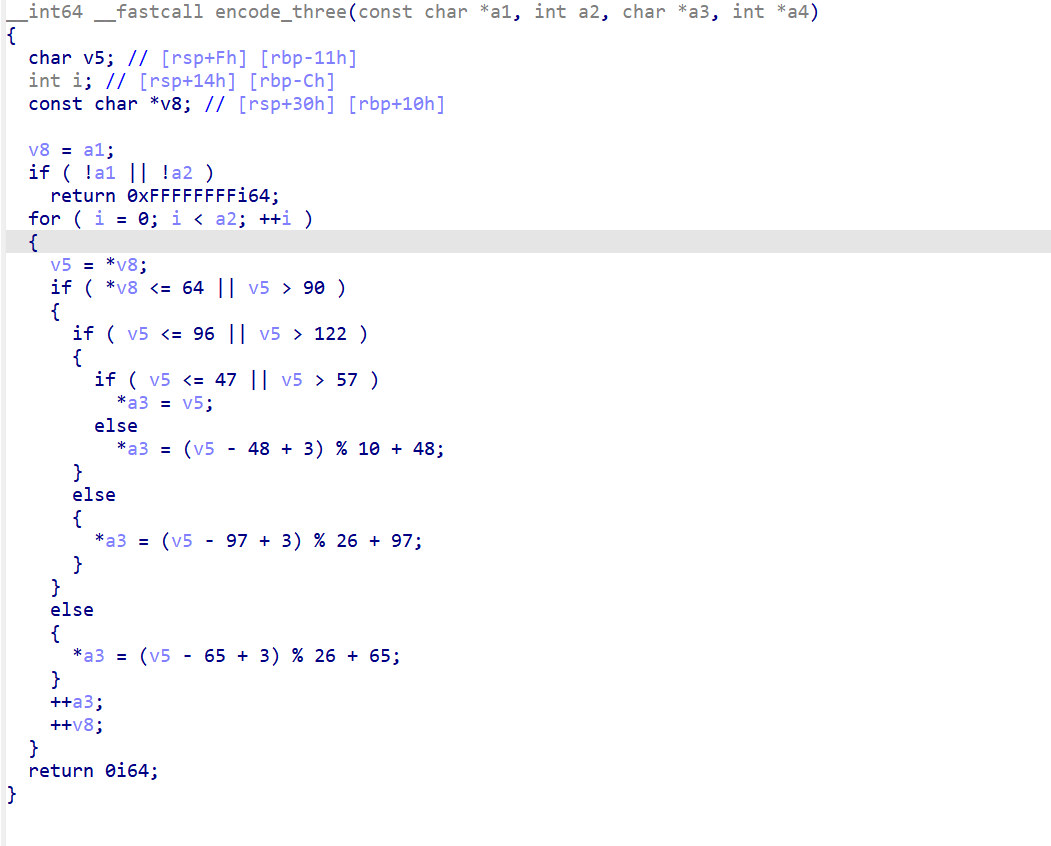 __int64 __fastcall encode_three(const char *a1, int a2, char *a3, int *a4)
{
  char v5; // [rsp+Fh] [rbp-11h]
  int i; // [rsp+14h] [rbp-Ch]
  const char *v8; // [rsp+30h] [rbp+10h]

  v8 = a1;
  if ( !a1 || !a2 )
    return 0xFFFFFFFFi64;
  for ( i = 0; i < a2; ++i )
  {
    v5 = *v8;
    if ( *v8 <= 64 || v5 > 90 )
    {
      if ( v5 <= 96 || v5 > 122 )
      {
        if ( v5 <= 47 || v5 > 57 )
          *a3 = v5;
        else
          *a3 = (v5 - 48 + 3) % 10 + 48;
      }
      else
      {
        *a3 = (v5 - 97 + 3) % 26 + 97;
      }
    }
    else
    {
      *a3 = (v5 - 65 + 3) % 26 + 65;
    }
    ++a3;
    ++v8;
  }
  return 0i64;
}